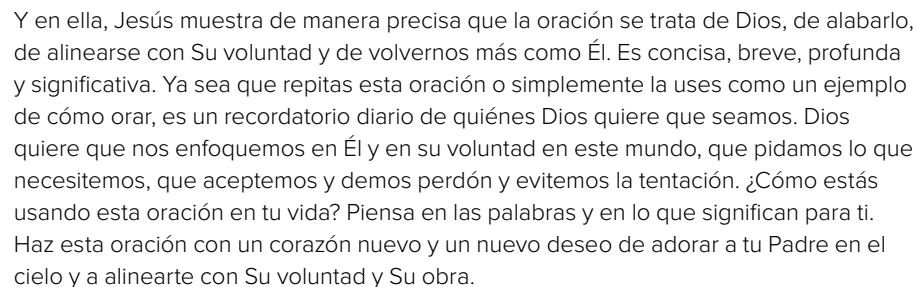 Y en ella, Jesús muestra de manera precisa que la oración se trata de Dios, de alabarlo,
de alinearse con Su voluntad y de volvernos más como Él. Es concisa, breve, profunda
y significativa. Ya sea que repitas esta oración o simplemente la uses como un ejemplo
de cómo orar, es un recordatorio diario de quiénes Dios quiere que seamos. Dios
quiere que nos enfoquemos en Él y en su voluntad en este mundo, que pidamos lo que
necesitemos, que aceptemos y demos perdón y evitemos la tentación. ¿Cómo estás
usando esta oración en tu vida? Piensa en las palabras y en lo que significan para ti.
Haz esta oración con un corazón nuevo y un nuevo deseo de adorar a tu Padre en el
cielo y a alinearte con Su voluntad y Su obra.